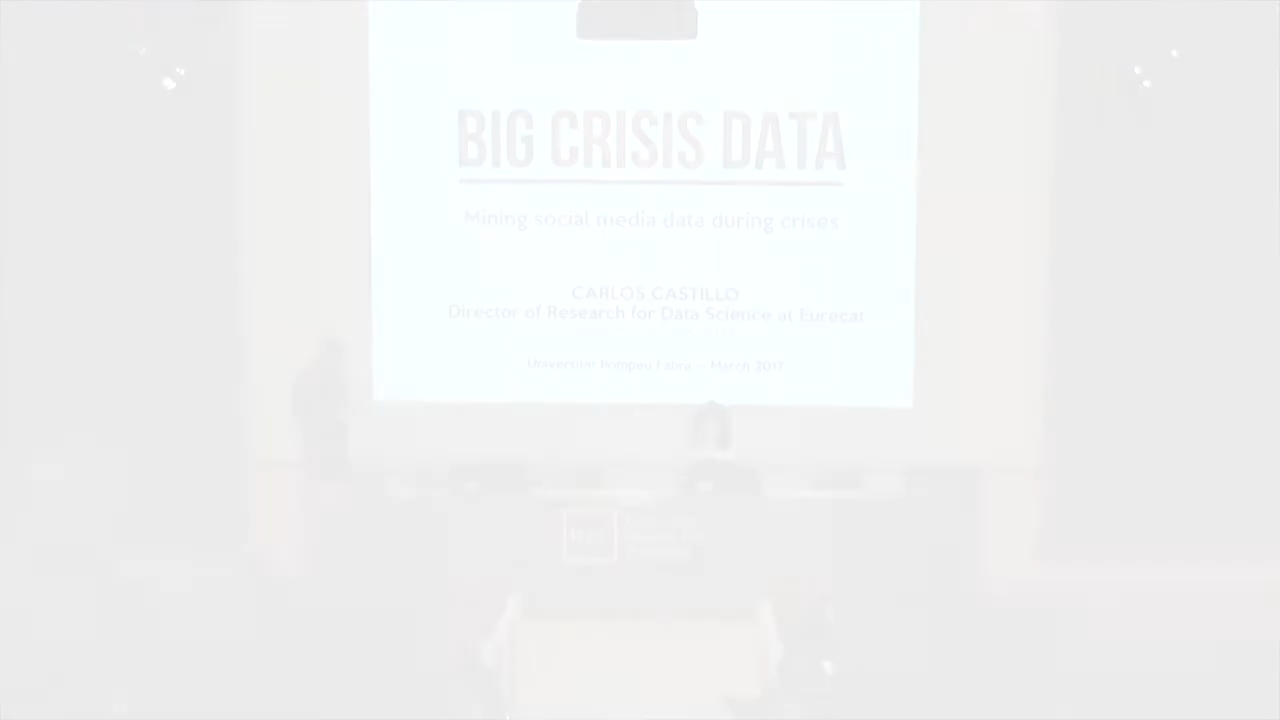 BIG CRISIS DATA
Mining social media data during crises
CARLOS CASTILLO
Director of Research for Data Science at Eurecat
Universitat Pompeu Fabra – March 2017
upf.